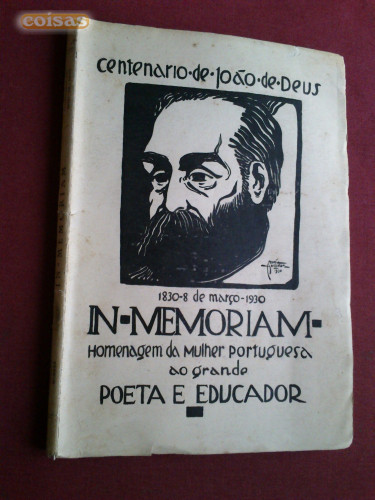 coisas
centenario·de·João·de·Deus
1830-8 de março-1930
IN-MEMORIAM-
Homenagem da Mulher Portuguesa
ao grande
POETA E EDUCADOR